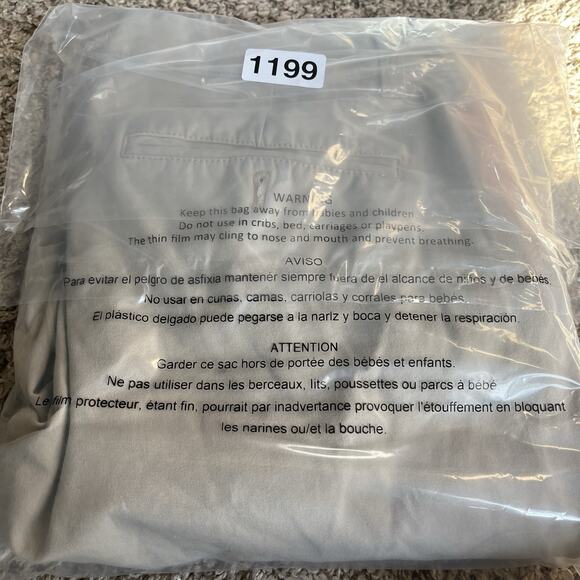 1199
WARNING
Keep this bag away from babies and children.
Do not use in cribs, bed, carriages or playpens.
The thin film may cling to nose and mouth and prevent breathing.
AVISO
Para evitar el pelgro de asfixia mantener siempre fuera de el alcance de niños y de bebés.
No usar en cunas, camas, carriolas y corrales para bebés.
El plástico delgado puede pegarse a la nariz y boca y detener la respiración.
ATTENTION
Garder ce sac hors de portée des bébés et enfants.
Ne pas utiliser dans les berceaux, lits, poussettes ou parcs à bébé
Le film protecteur, étant fin, pourrait par inadvertance provoquer l'étouffement en bloquant
les narines ou/et la bouche.